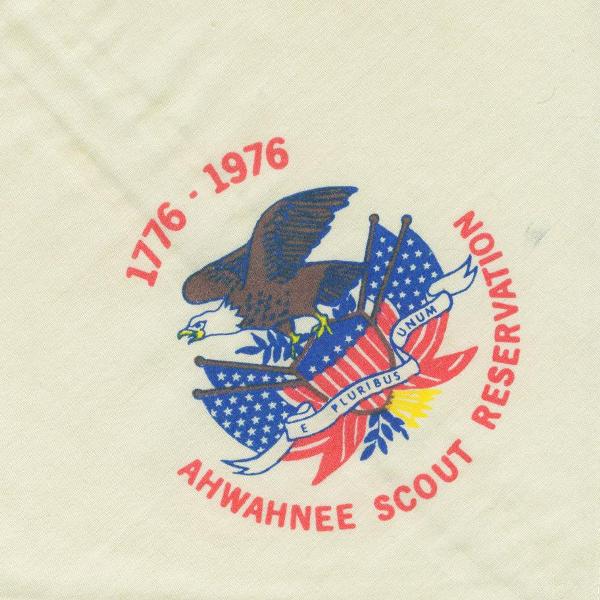 1776 - 1976
E PLURIBUS UNUM
AHWAHNEE SCOUT RESERVATION